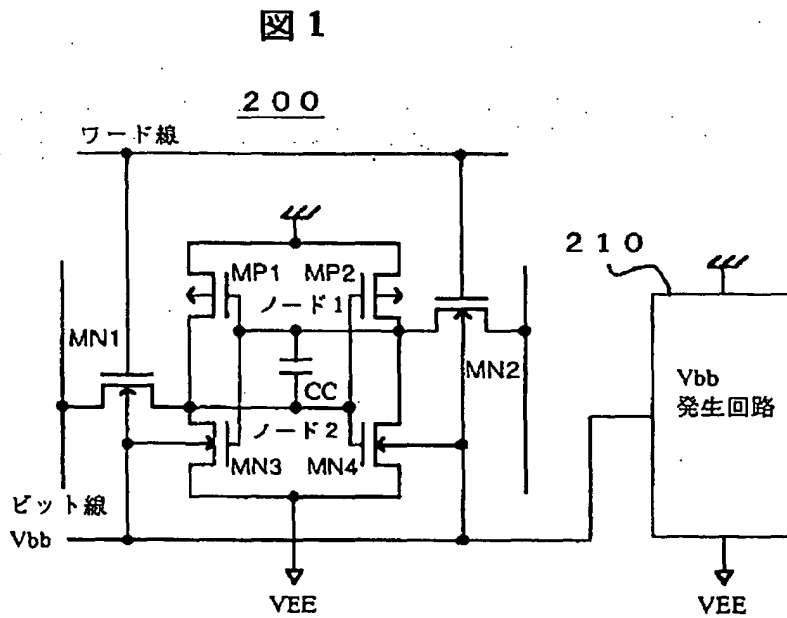 図 1
２００
ワード線
２１０
MP1 MP2
ノード1
MN1
MN2
CC
Vbb
発生回路
ノード2
MN3 MN4
ビット線
Vbb
VEE
VEE